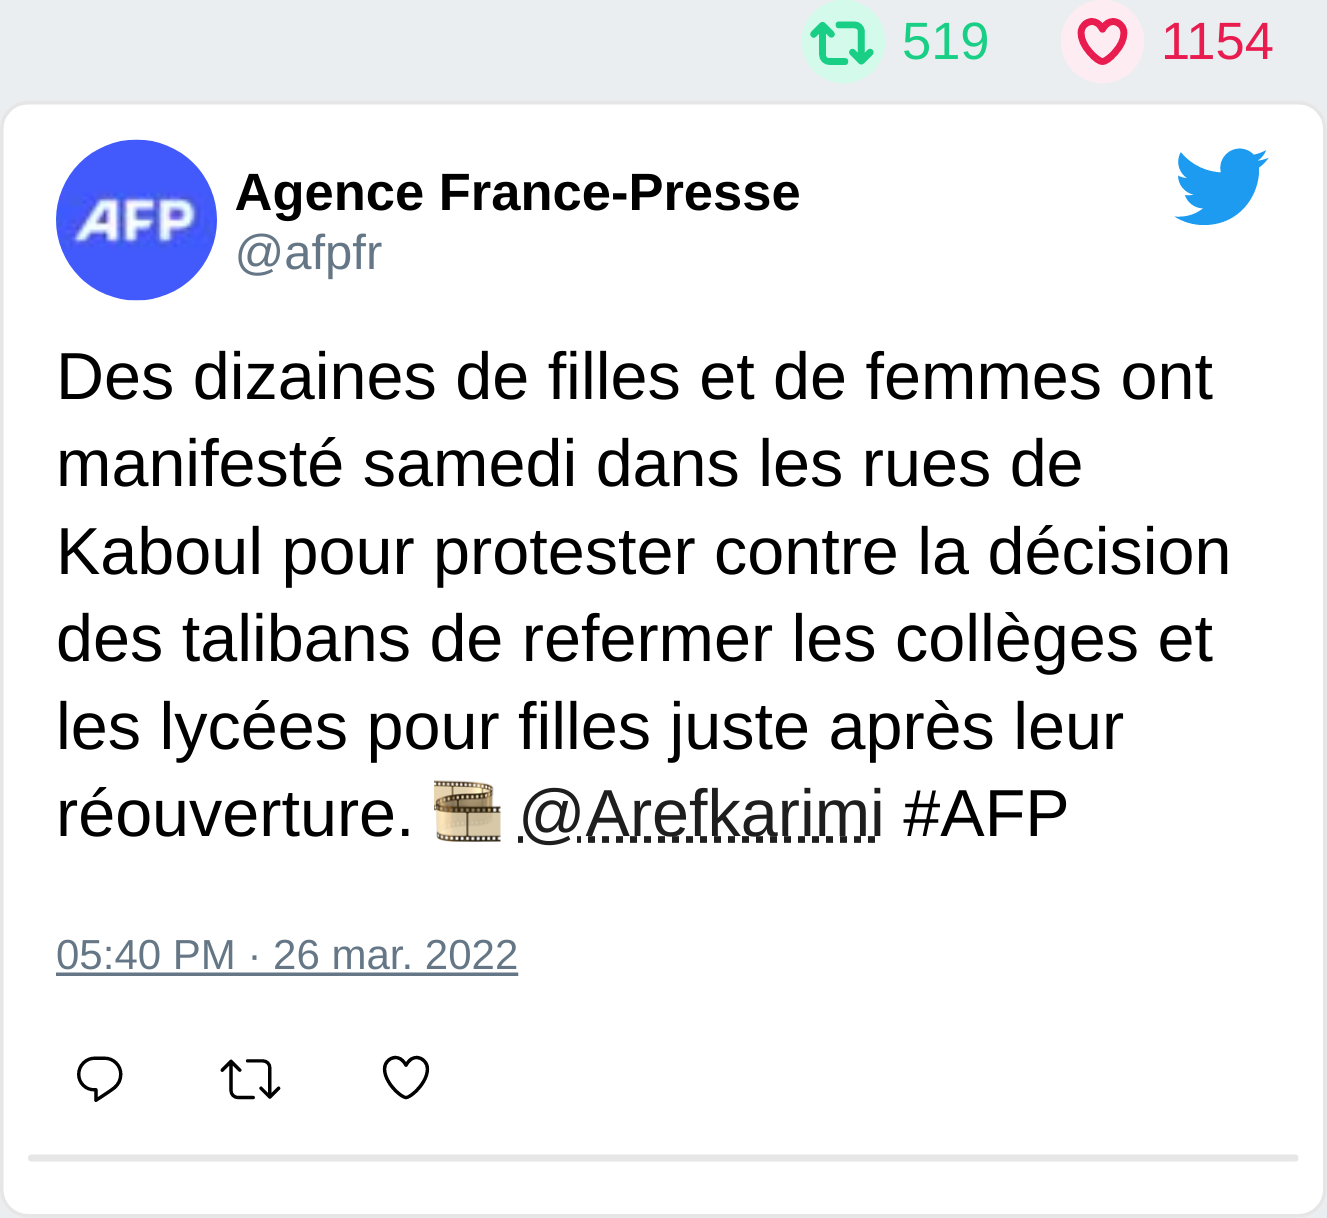 519 1154
AFP
Agence France-Presse
@afpfr
Des dizaines de filles et de femmes ont
manifesté samedi dans les rues de
Kaboul pour protester contre la décision
des talibans de refermer les collèges et
les lycées pour filles juste après leur
réouverture. 🎞️ @Arefkarimi #AFP
05:40 PM · 26 mar. 2022